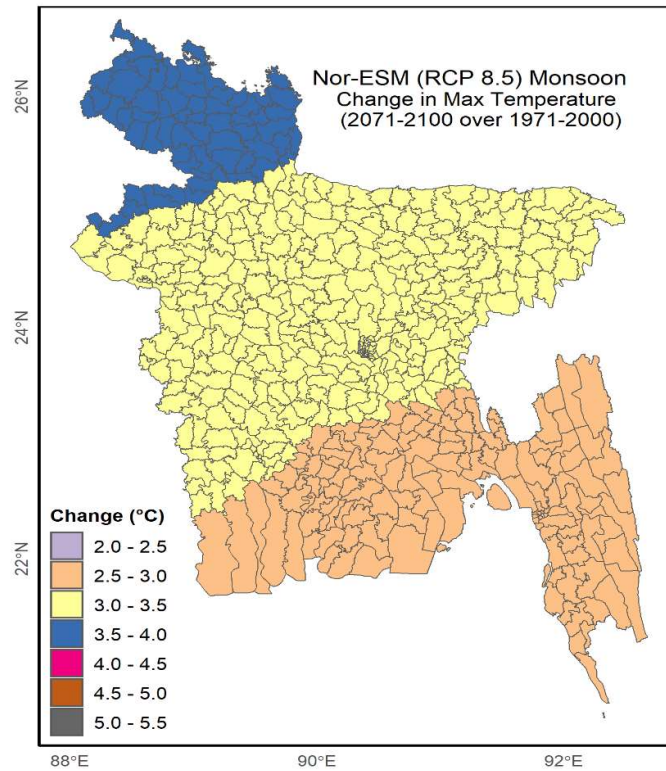 Nor-ESM (RCP 8.5) Monsoon
Change in Max Temperature
(2071-2100 over 1971-2000)
26°N
24°N
22°N
Change (°C)
2.0 - 2.5
2.5 - 3.0
3.0 - 3.5
3.5 - 4.0
4.0 - 4.5
4.5 - 5.0
5.0 - 5.5
88°E
90°E
92°E